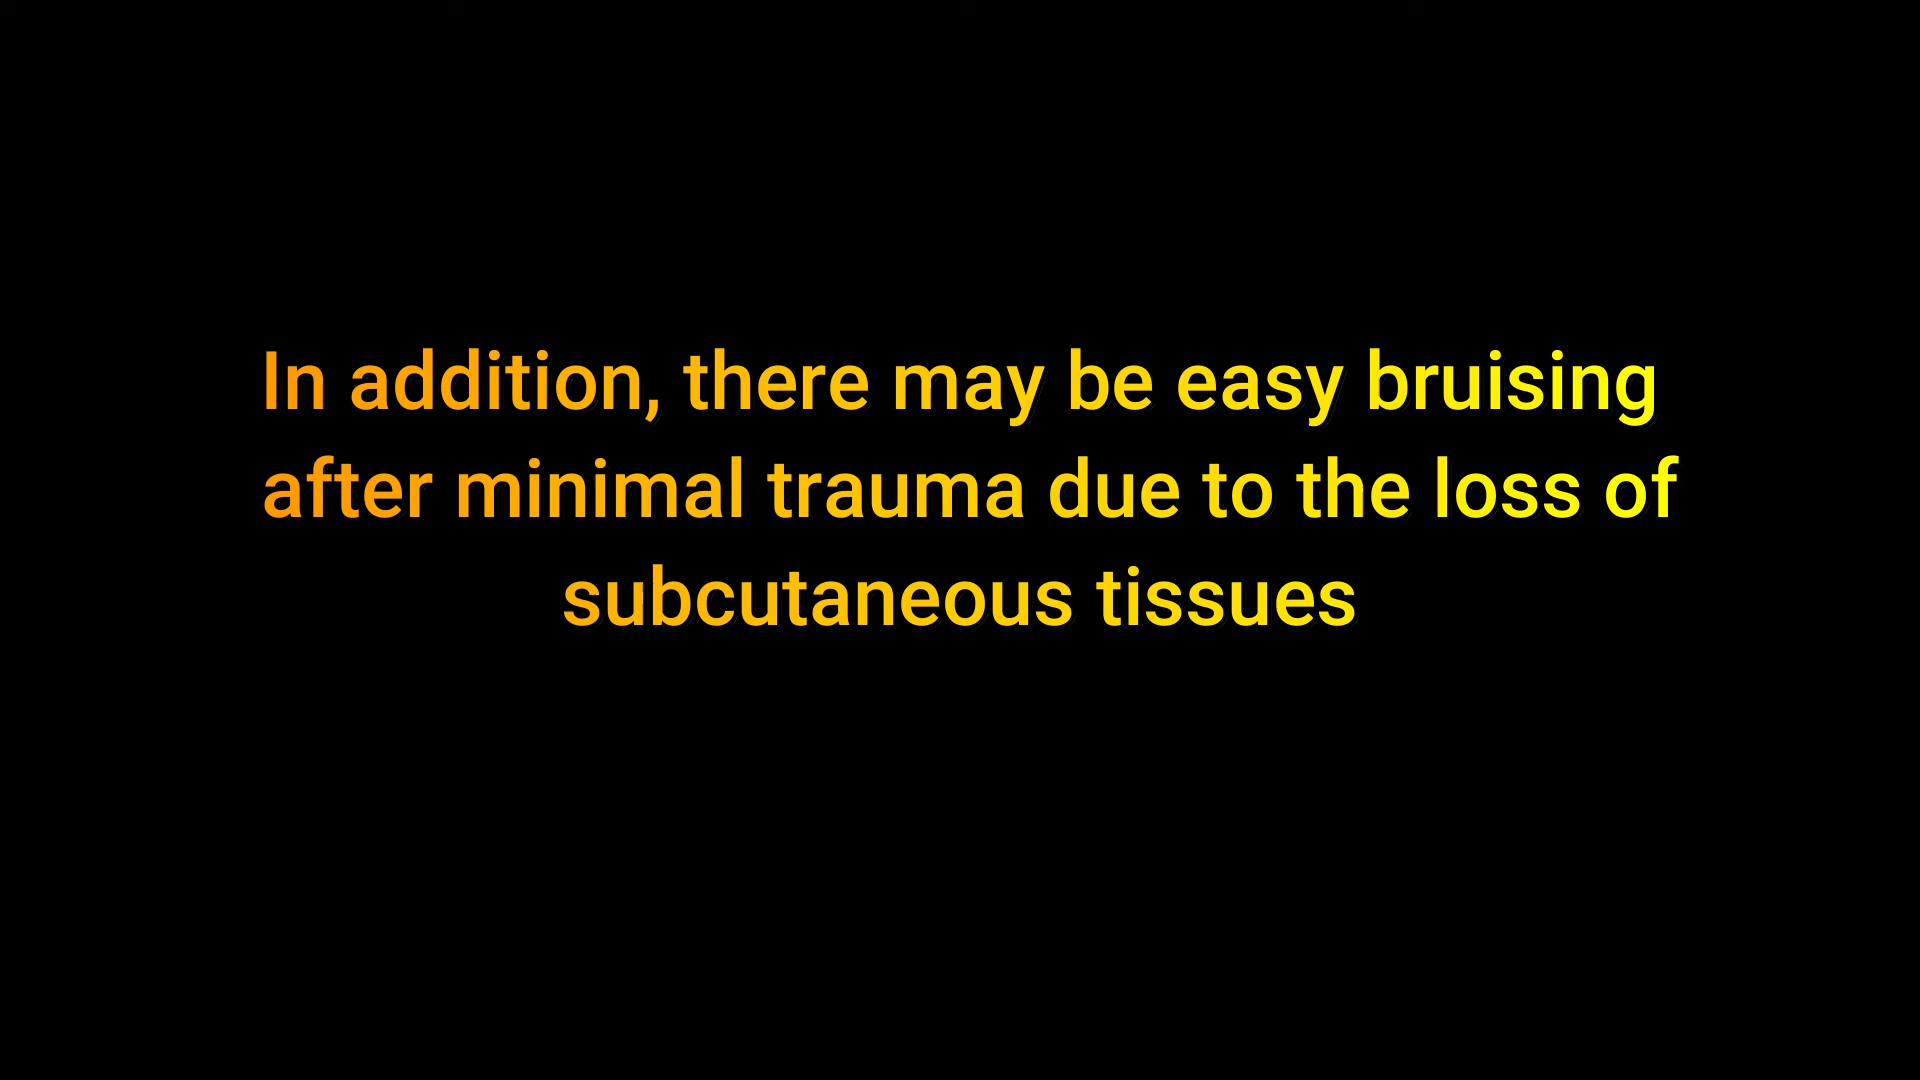 In addition, there may be easy bruising
after minimal trauma due to the loss of
subcutaneous tissues